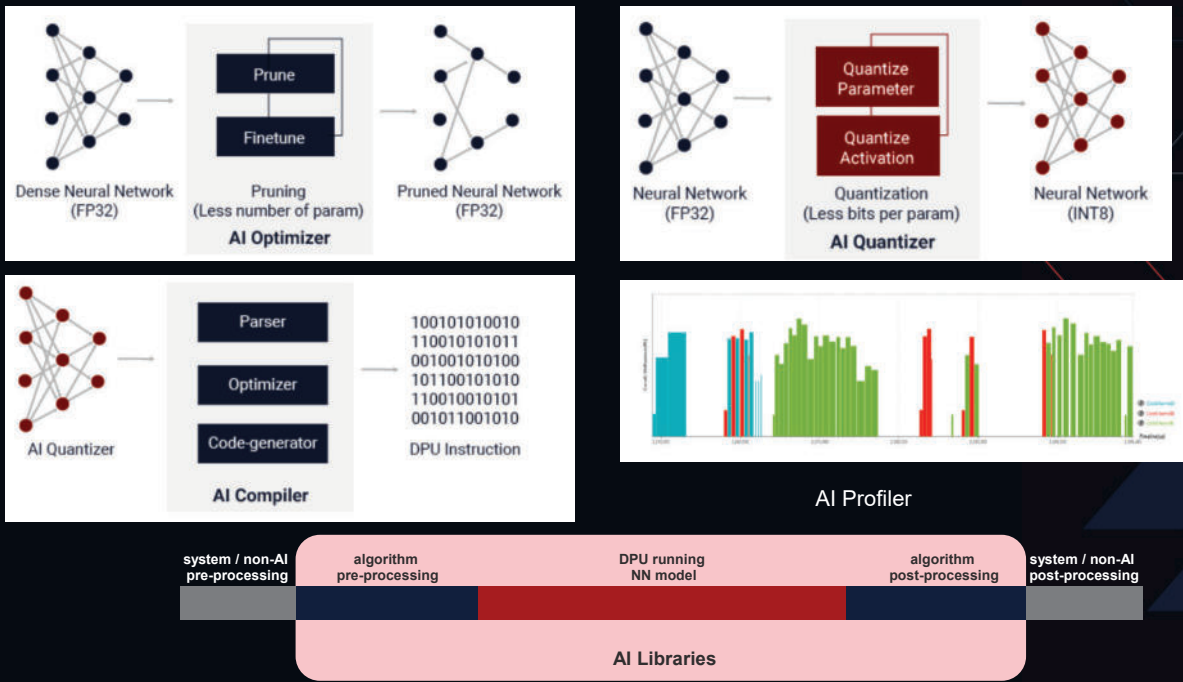 Prune
Finetune
Dense Neural Network
(FP32)
Pruning
(Less number of param)
AI Optimizer
Pruned Neural Network
(FP32)
Quantize
Parameter
Quantize
Activation
Neural Network
(FP32)
Quantization
(Less bits per param)
AI Quantizer
Neural Network
(INT8)
Parser
Optimizer
Code-generator
AI Quantizer
AI Compiler
100101010010
110010101011
001001010100
101100101010
110010010101
001011001010
DPU Instruction
AI Profiler
system / non-AI
pre-processing
algorithm
pre-processing
DPU running
NN model
algorithm
post-processing
system / non-AI
post-processing
AI Libraries